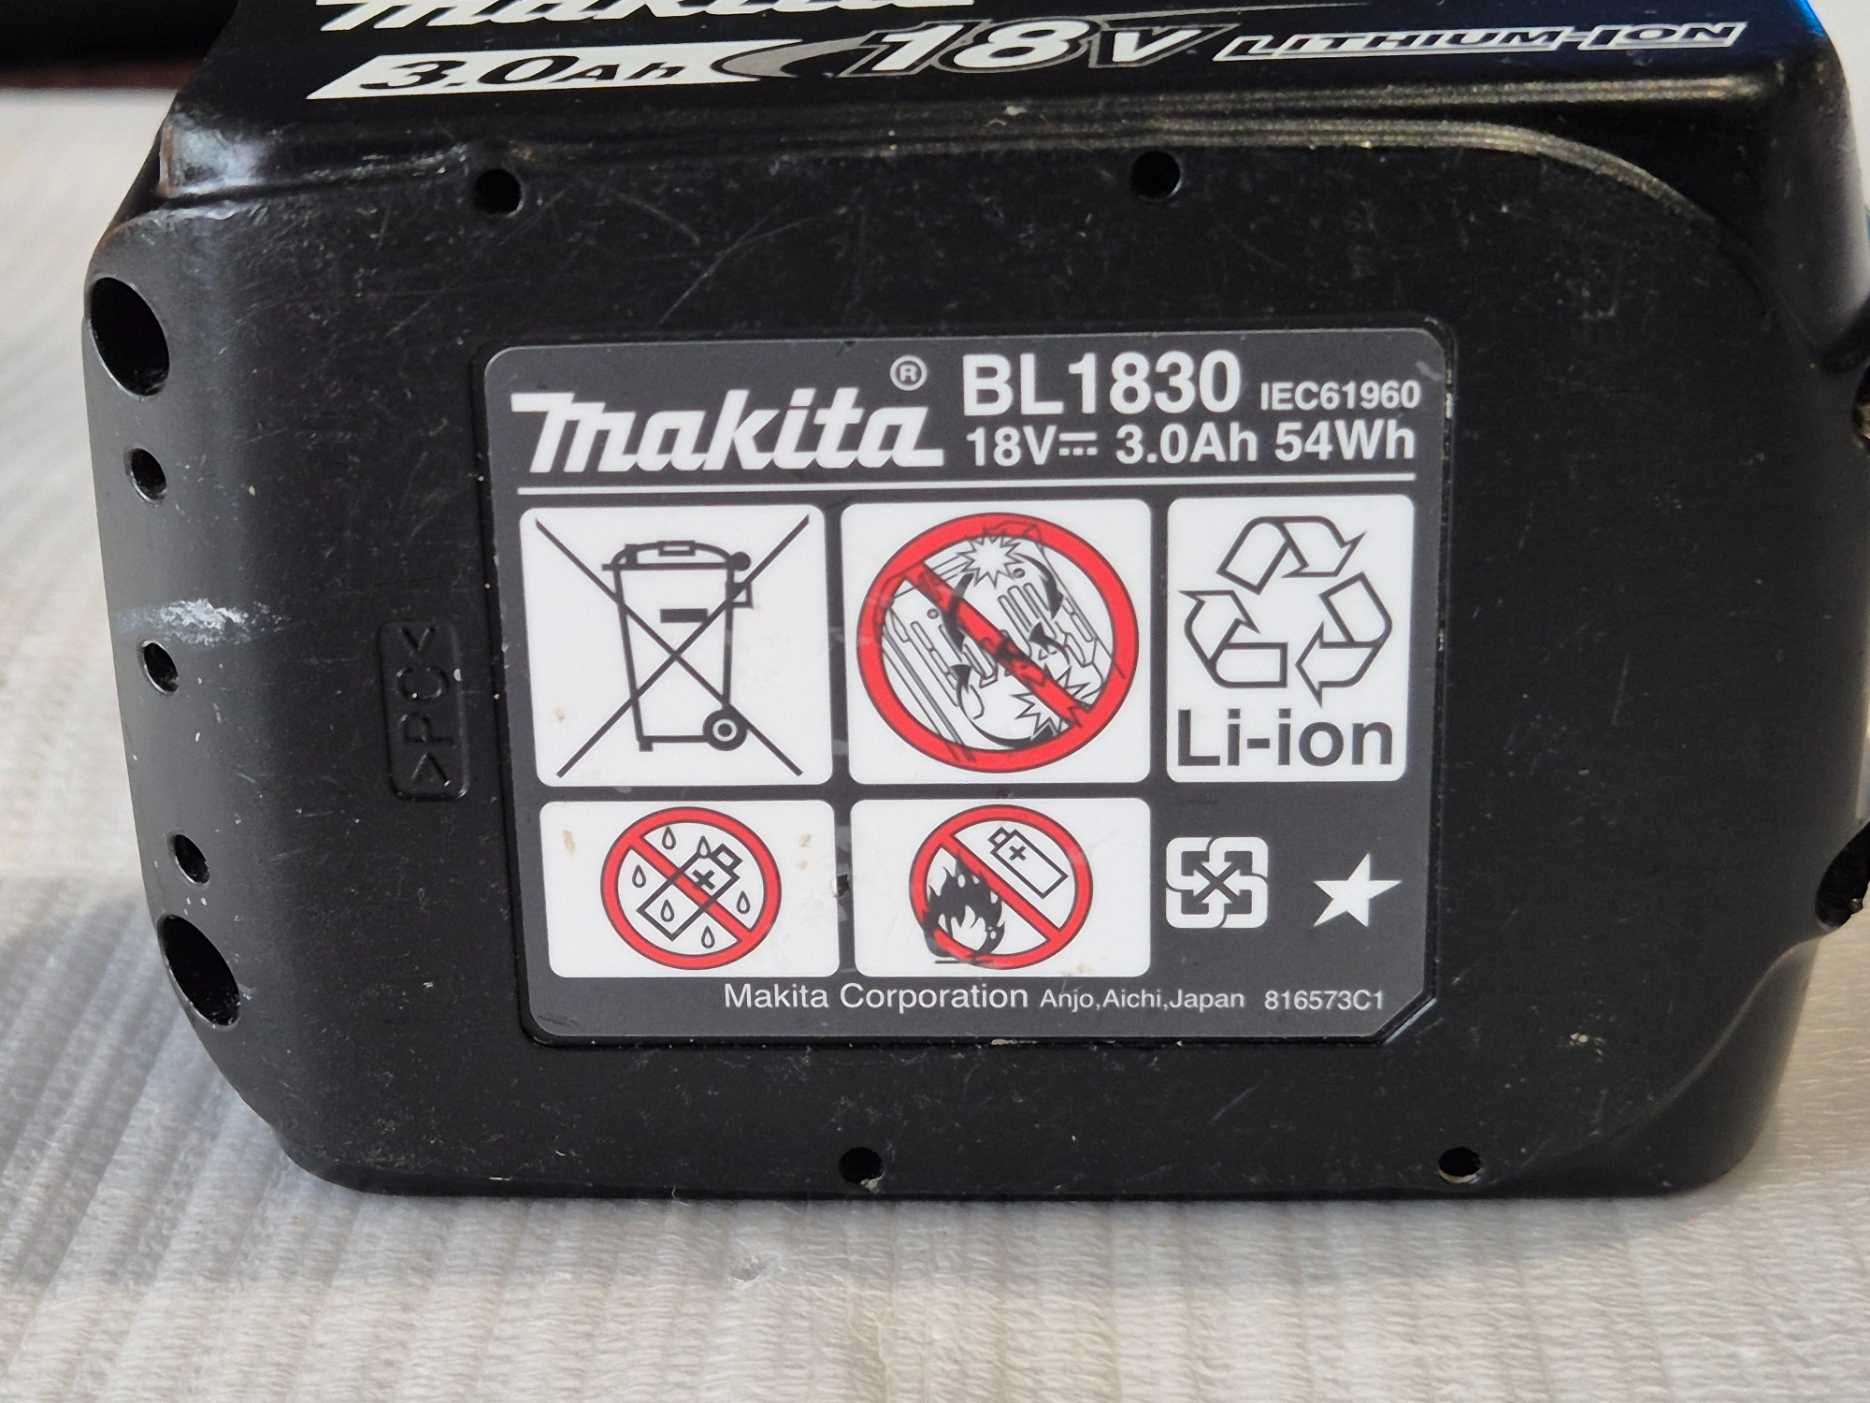 makita
3.0Ah 18V LITHIUM-ION
makita® BL1830 IEC61960
18V⎓ 3.0Ah 54Wh
Li-ion
>PC<
Makita Corporation Anjo,Aichi,Japan 816573C1